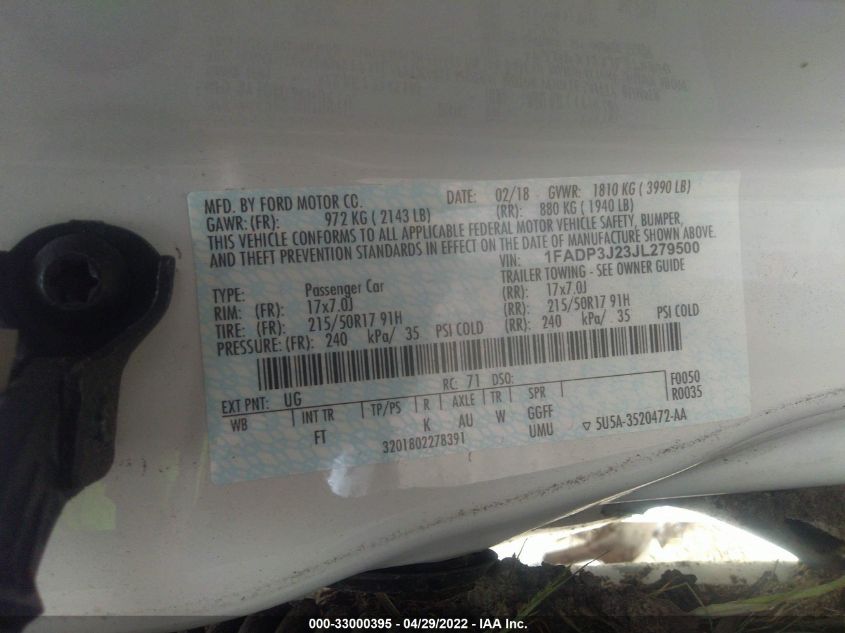 MFD. BY FORD MOTOR CO.
DATE: 02/18 GVWR: 1810 KG ( 3990 LB)
GAWR: (FR): 972 KG ( 2143 LB) (RR): 880 KG ( 1940 LB)
THIS VEHICLE CONFORMS TO ALL APPLICABLE FEDERAL MOTOR VEHICLE SAFETY, BUMPER,
AND THEFT PREVENTION STANDARDS IN EFFECT ON THE DATE OF MANUFACTURE SHOWN ABOVE.
VIN: 1FADP3J23JL279500
TYPE: Passenger Car TRAILER TOWING - SEE OWNER GUIDE
RIM: (FR): 17x7.0J (RR): 17x7.0J
TIRE: (FR): 215/50R17 91H (RR): 215/50R17 91H
PRESSURE: (FR): 240 kPa/ 35 PSI COLD (RR): 240 kPa/ 35 PSI COLD
EXT PNT: UG RC: 71 DSO: F0050
WB INT TR TP/PS R AXLE TR SPR R0035
FT K AU W GGFF
3201802278391 UMU 5U5A-3520472-AA
000-33000395 - 04/29/2022 - IAA Inc.